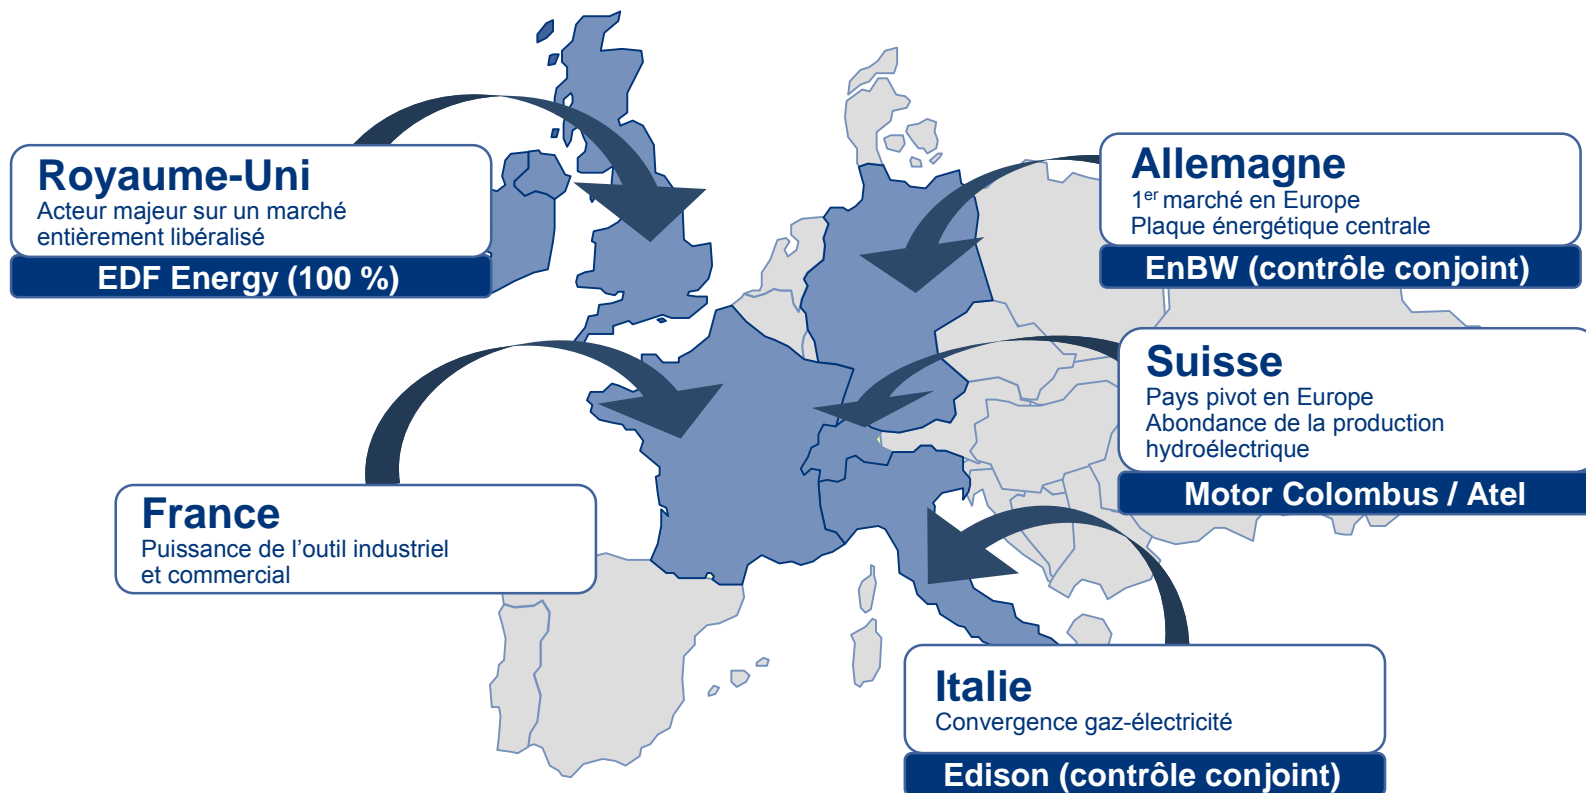 Royaume-Uni
Acteur majeur sur un marché
entièrement libéralisé
EDF Energy (100 %)
Allemagne
1er marché en Europe
Plaque énergétique centrale
EnBW (contrôle conjoint)
Suisse
Pays pivot en Europe
Abondance de la production
hydroélectrique
Motor Colombus / Atel
France
Puissance de l’outil industriel
et commercial
Italie
Convergence gaz-électricité
Edison (contrôle conjoint)